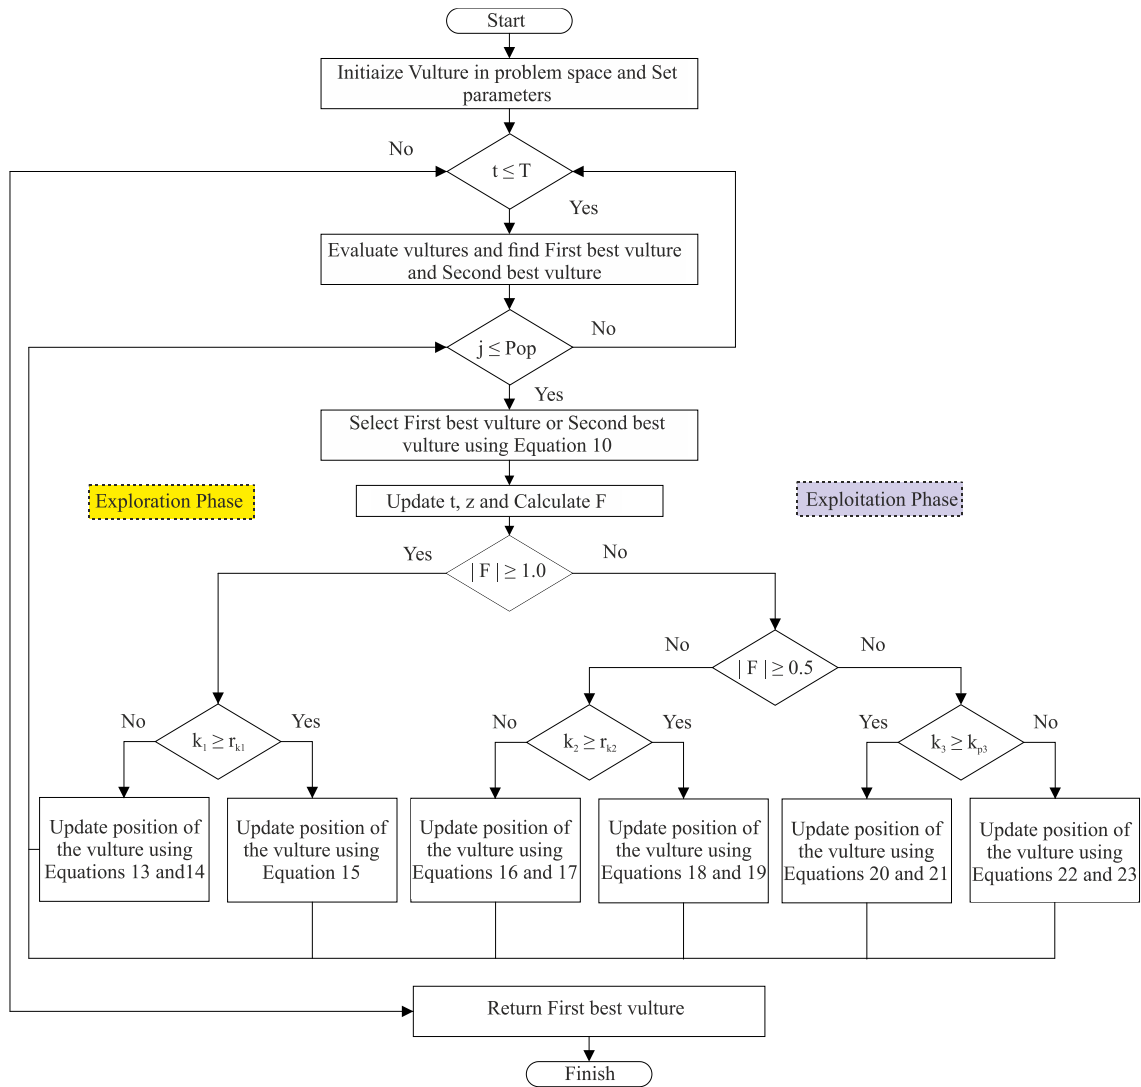 Start
Initiaize Vulture in problem space and Set
parameters
No
t ≤ T
Yes
Evaluate vultures and find First best vulture
and Second best vulture
No
j ≤ Pop
Yes
Select First best vulture or Second best
vulture using Equation 10
Exploration Phase
Update t, z and Calculate F
Exploitation Phase
Yes
| F | ≥ 1.0
No
No
| F | ≥ 0.5
No
No
k1 ≥ rk1
Yes
No
k2 ≥ rk2
Yes
Yes
k3 ≥ kp3
No
Update position of
the vulture using
Equations 13 and14
Update position of
the vulture using
Equation 15
Update position of
the vulture using
Equations 16 and 17
Update position of
the vulture using
Equations 18 and 19
Update position of
the vulture using
Equations 20 and 21
Update position of
the vulture using
Equations 22 and 23
Return First best vulture
Finish